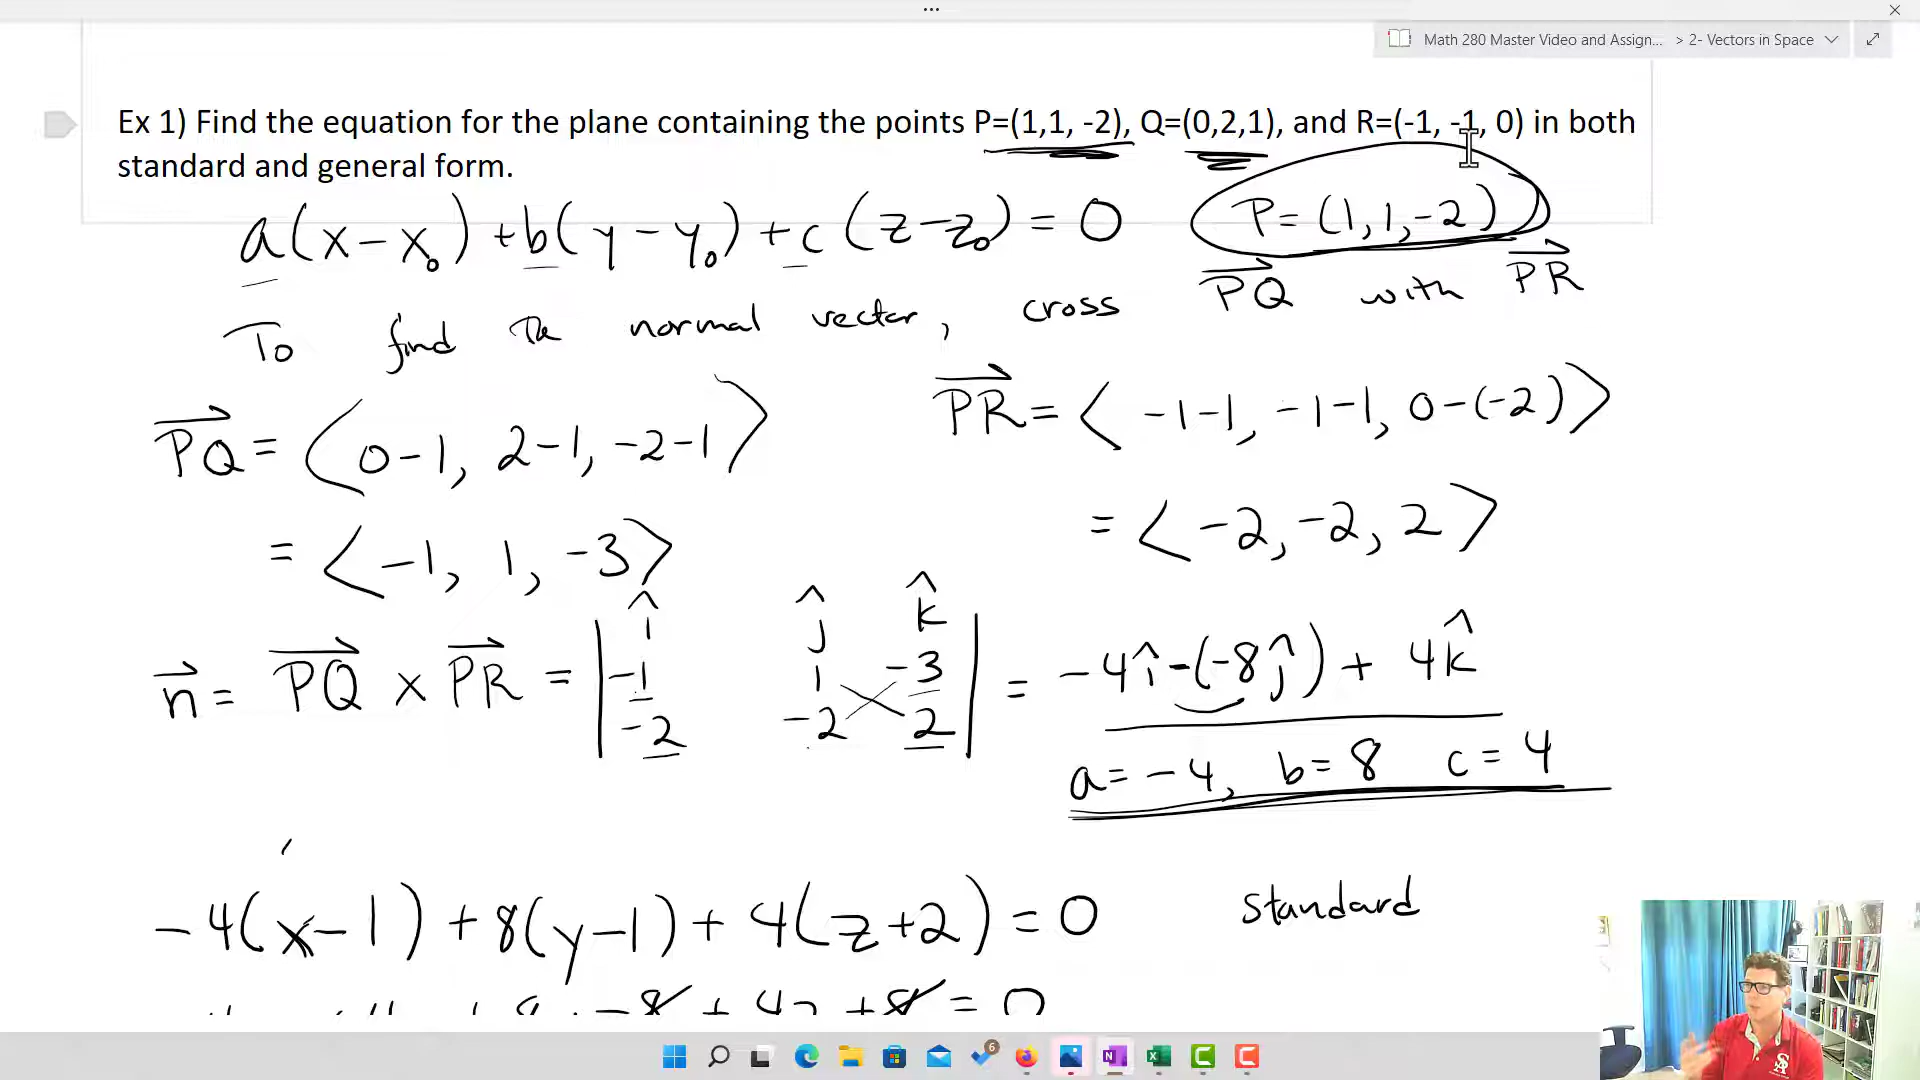 Math 280 Master Video and Assign... > 2- Vectors in Space
Ex 1) Find the equation for the plane containing the points P=(1,1, -2), Q=(0,2,1), and R=(-1, -1, 0) in both
standard and general form.
a(x-x₀) + b(y-y₀) + c(z-z₀) = 0 P = (1, 1, -2)
To find the normal vector, cross PQ with PR
PQ = <0-1, 2-1, -2-1> PR = <-1-1, -1-1, 0-(-2)>
= <-1, 1, -3> = <-2, -2, 2>
î ĵ k̂
n = PQ x PR = | -1 1 -3 | = -4î-(-8ĵ) + 4k̂
-2 -2 2
a = -4, b = 8 c = 4
-4(x-1) + 8(y-1) + 4(z+2) = 0 standard
-8 + 4z + 8 = 0
6